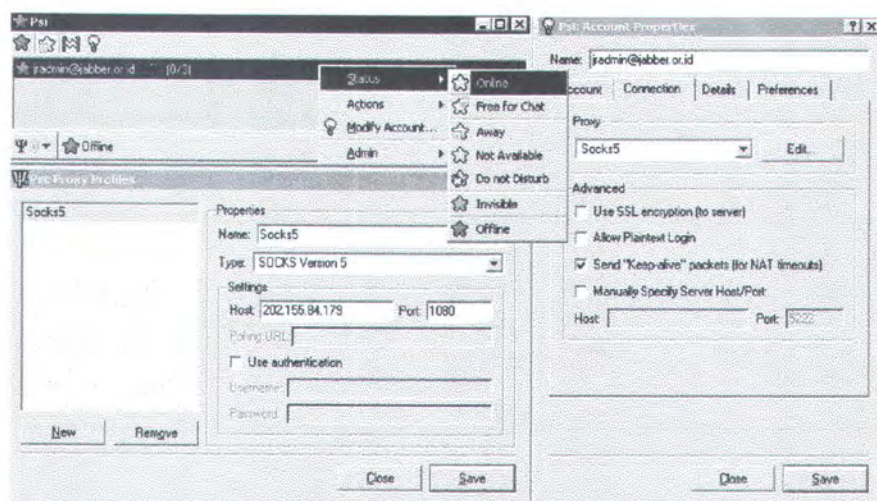 Psi
jradmin@jabber.or.id [0/3]
Status
Actions
Modify Account...
Admin
Online
Free for Chat
Away
Not Available
Do not Disturb
Invisible
Offline
Offline
Psi: Proxy Profiles
Socks5
New
Remove
Properties
Name: Socks5
Type: SOCKS Version 5
Settings
Host: 202.155.84.179 Port: 1080
Polling URL:
Use authentication
Username:
Password:
Close
Save
Psi: Account Properties
Name: jradmin@jabber.or.id
ccount Connection Details Preferences
Proxy
Socks5
Edit...
Advanced
Use SSL encryption (to server)
Allow Plaintext Login
Send "Keep-alive" packets (for NAT timeouts)
Manually Specify Server Host/Port:
Host: Port: 5222
Close
Save